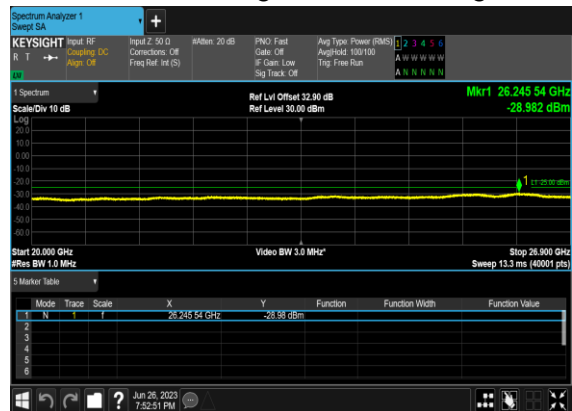 Spectrum Analyzer 1
Swept SA
KEYSIGHT Input: RF Input Z: 50 Ω #Atten: 20 dB PNO: Fast Avg Type: Power (RMS) 1 2 3 4 5 6
R T Coupling: DC Corrections: Off Gate: Off Avg|Hold: 100/100 A W W W W W
Align: Off Freq Ref: Int (S) IF Gain: Low Trig: Free Run
Sig Track: Off A N N N N N
1 Spectrum Ref Lvl Offset 32.90 dB Mkr1 26.245 54 GHz
Scale/Div 10 dB Ref Level 30.00 dBm -28.982 dBm
Log
20.0
10.0
0.00
-10.0
-20.0 1 L1 -25.00 dBm
-30.0
-40.0
-50.0
-60.0
Start 20.000 GHz Video BW 3.0 MHz* Stop 26.900 GHz
#Res BW 1.0 MHz Sweep 13.3 ms (40001 pts)
5 Marker Table
Mode Trace Scale X Y Function Function Width Function Value
1 N 1 f 26.245 54 GHz -28.98 dBm
2
3
4
5
6
? Jun 26, 2023
7:52:51 PM